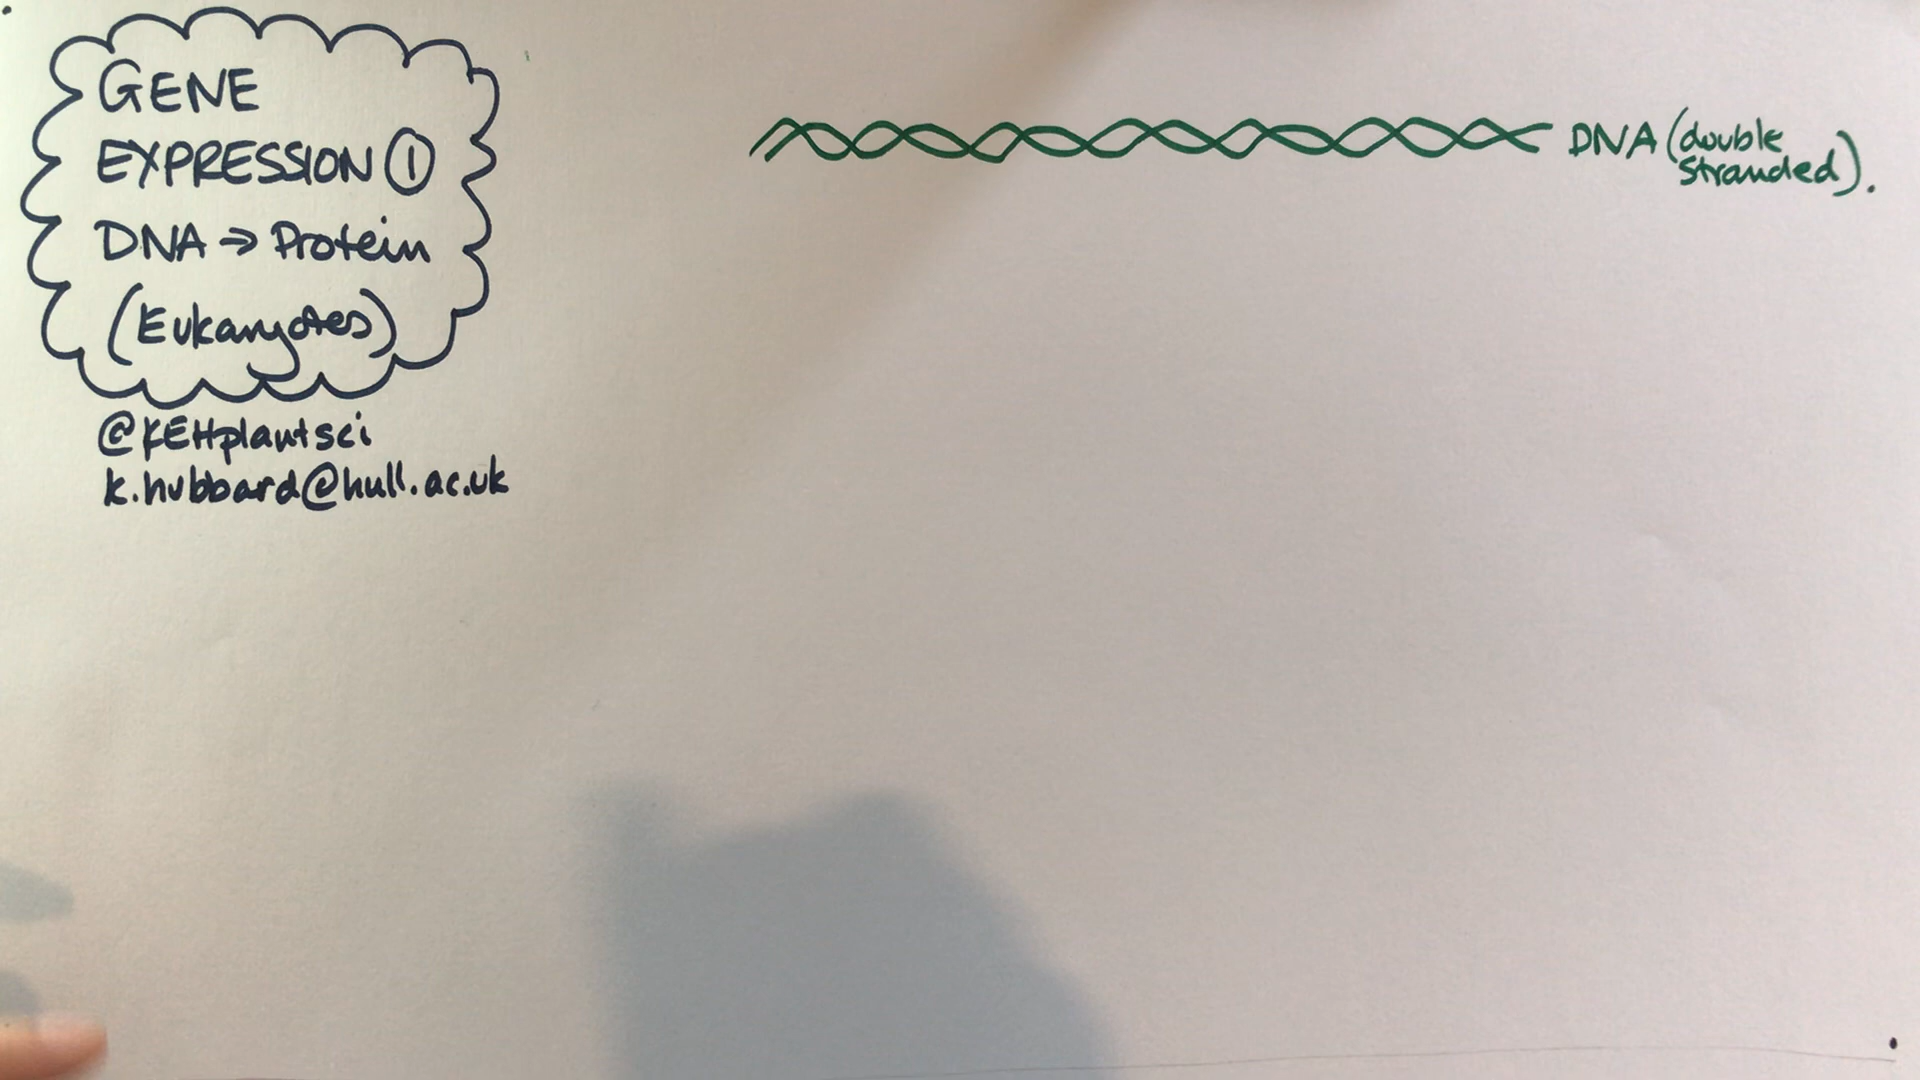 GENE
EXPRESSION ①
DNA → Protein
(Eukaryotes)
@KEHplantsci
k.hubbard@hull.ac.uk
DNA (double
stranded).